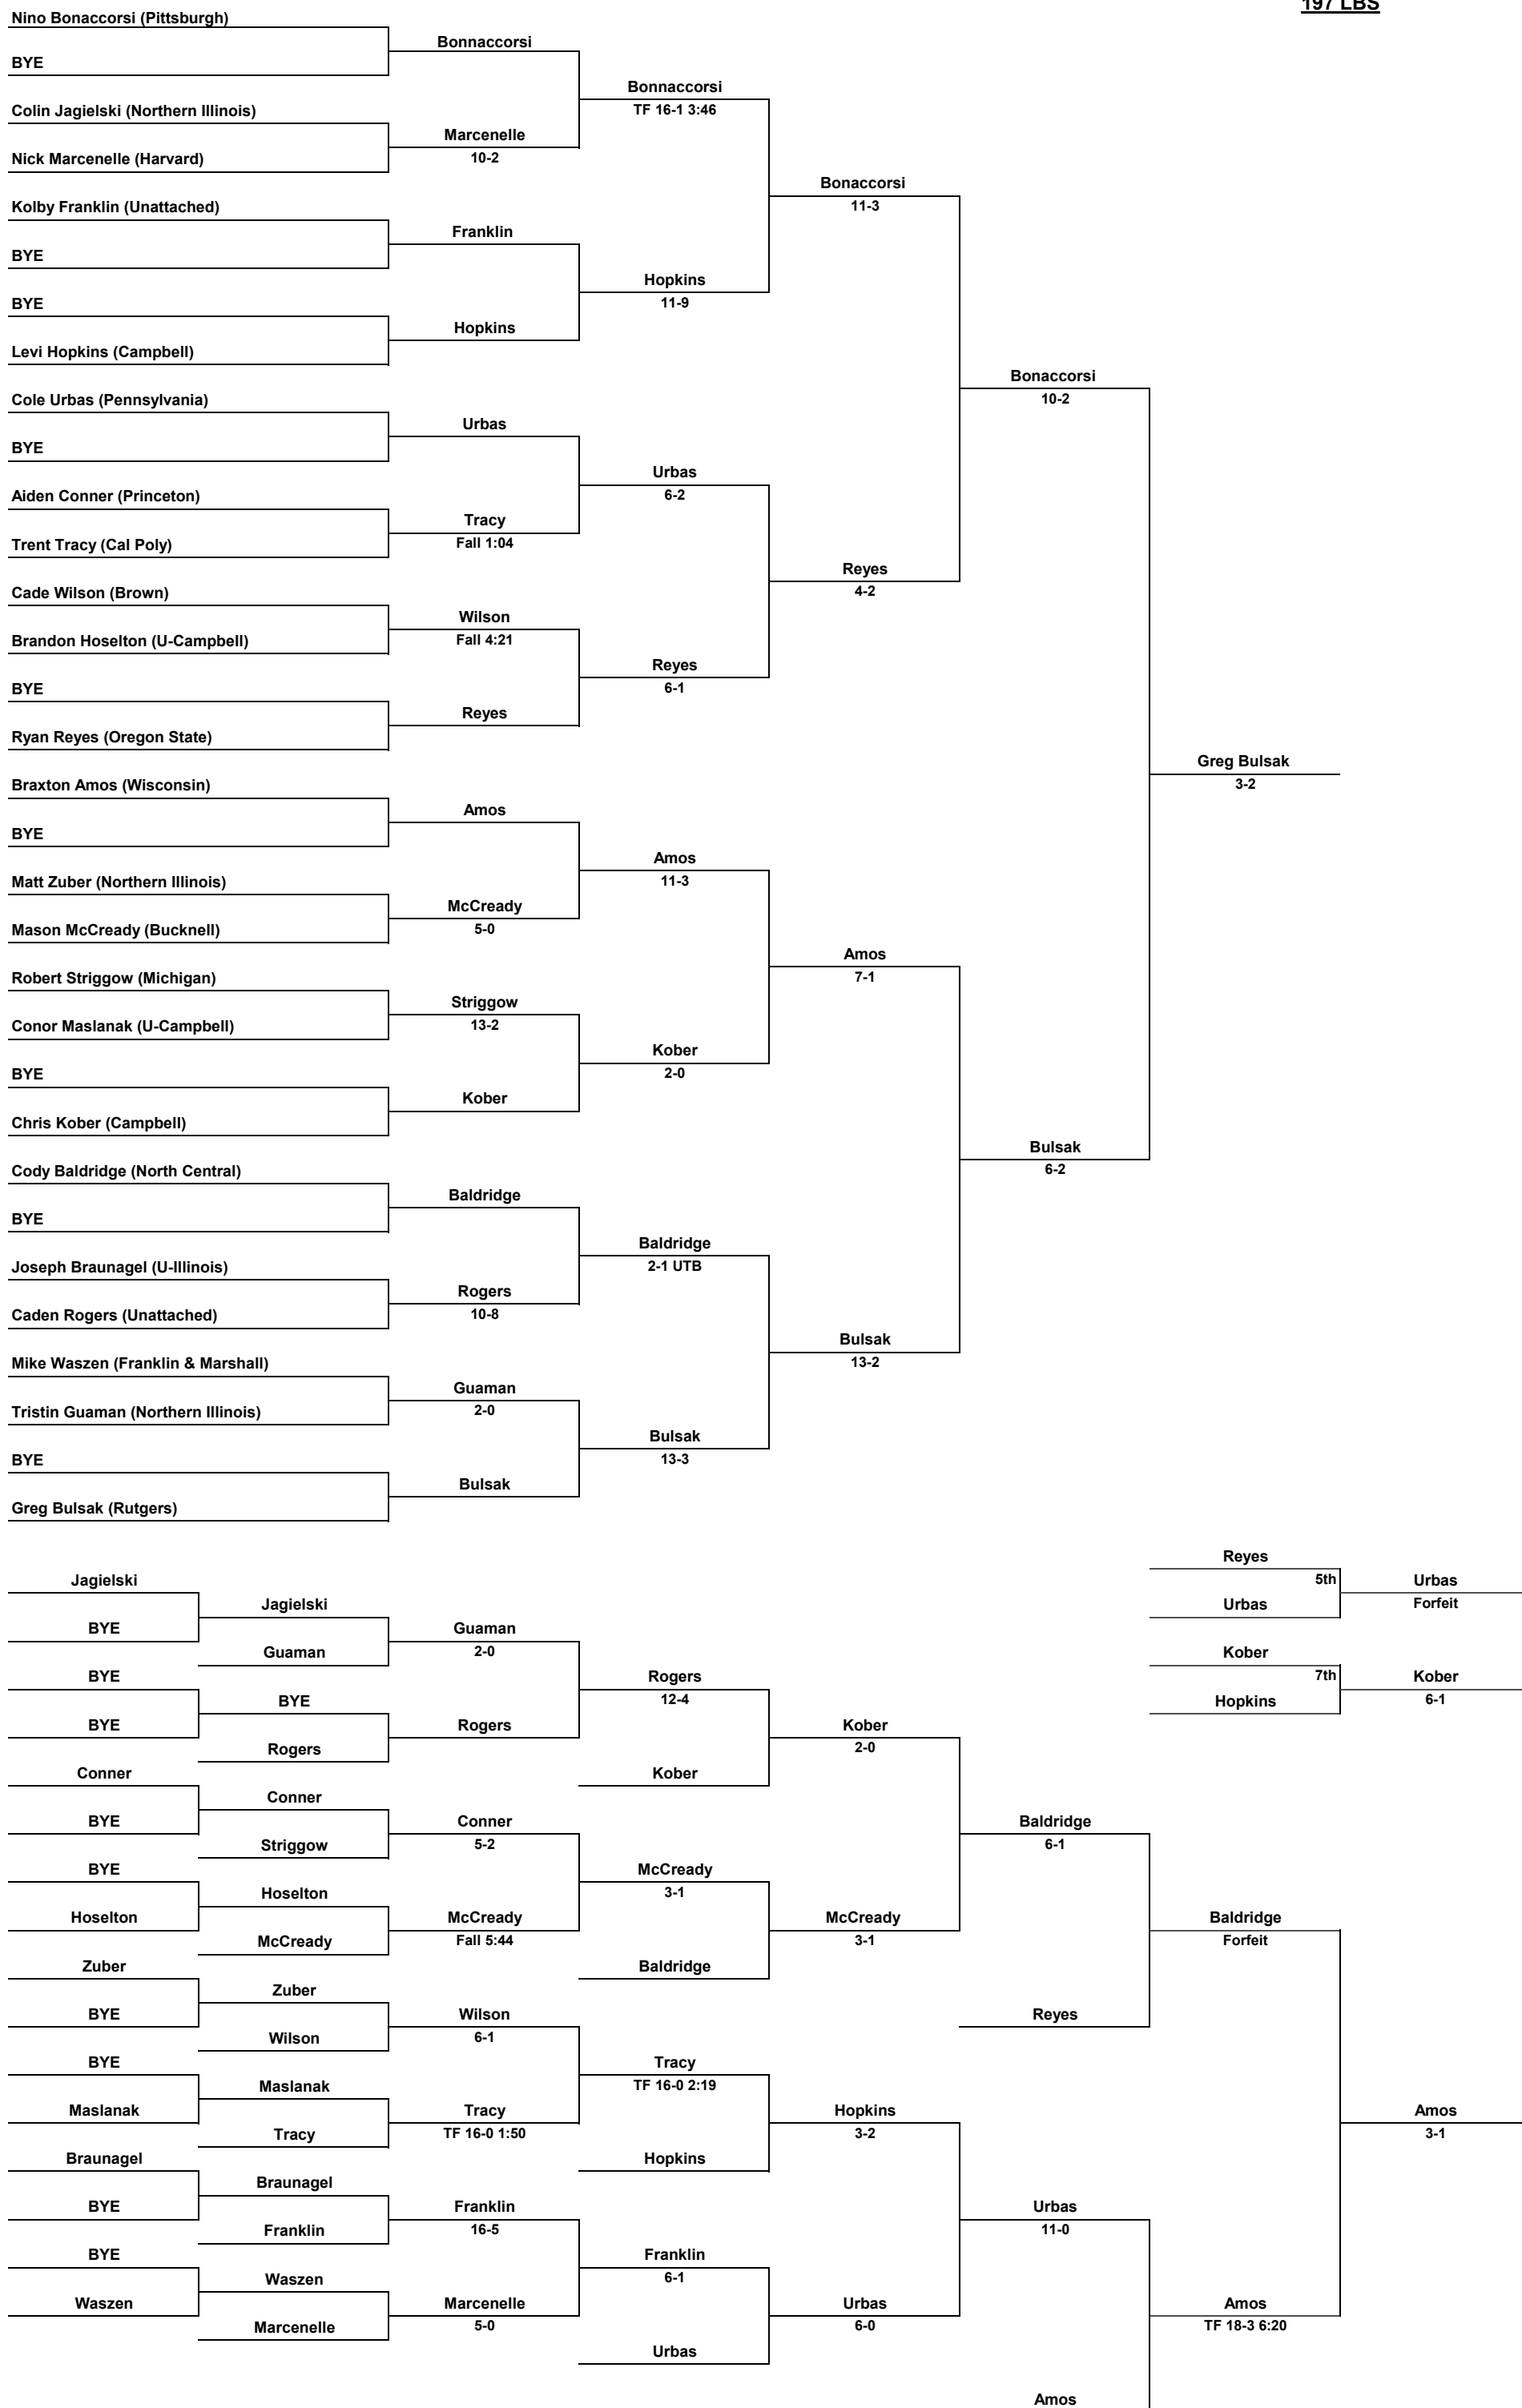 197 LBS
Nino Bonaccorsi (Pittsburgh)
Bonnaccorsi
BYE
Bonnaccorsi
TF 16-1 3:46
Colin Jagielski (Northern Illinois)
Marcenelle
10-2
Nick Marcenelle (Harvard)
Bonaccorsi
11-3
Kolby Franklin (Unattached)
Franklin
BYE
Hopkins
11-9
BYE
Hopkins
Levi Hopkins (Campbell)
Bonaccorsi
10-2
Cole Urbas (Pennsylvania)
Urbas
BYE
Urbas
6-2
Aiden Conner (Princeton)
Tracy
Fall 1:04
Trent Tracy (Cal Poly)
Reyes
4-2
Cade Wilson (Brown)
Wilson
Fall 4:21
Brandon Hoselton (U-Campbell)
Reyes
6-1
BYE
Reyes
Ryan Reyes (Oregon State)
Greg Bulsak
3-2
Braxton Amos (Wisconsin)
Amos
BYE
Amos
11-3
Matt Zuber (Northern Illinois)
McCready
5-0
Mason McCready (Bucknell)
Amos
7-1
Robert Striggow (Michigan)
Striggow
13-2
Conor Maslanak (U-Campbell)
Kober
2-0
BYE
Kober
Chris Kober (Campbell)
Bulsak
6-2
Cody Baldridge (North Central)
Baldridge
BYE
Baldridge
2-1 UTB
Joseph Braunagel (U-Illinois)
Rogers
10-8
Caden Rogers (Unattached)
Bulsak
13-2
Mike Waszen (Franklin & Marshall)
Guaman
2-0
Tristin Guaman (Northern Illinois)
Bulsak
13-3
BYE
Bulsak
Greg Bulsak (Rutgers)
Reyes
5th
Urbas
Forfeit
Urbas
Kober
7th
Kober
6-1
Hopkins
Jagielski
Jagielski
BYE
Guaman
2-0
Guaman
BYE
Rogers
12-4
BYE
BYE
Rogers
Rogers
Kober
2-0
Conner
Kober
Conner
BYE
Conner
5-2
Baldridge
6-1
Striggow
BYE
McCready
3-1
Hoselton
Hoselton
McCready
Fall 5:44
McCready
3-1
Baldridge
Forfeit
McCready
Zuber
Baldridge
Zuber
BYE
Wilson
6-1
Reyes
Wilson
BYE
Tracy
TF 16-0 2:19
Maslanak
Maslanak
Tracy
TF 16-0 1:50
Hopkins
3-2
Amos
3-1
Tracy
Braunagel
Hopkins
Braunagel
BYE
Franklin
16-5
Urbas
11-0
Franklin
BYE
Franklin
6-1
Waszen
Waszen
Marcenelle
5-0
Urbas
6-0
Amos
TF 18-3 6:20
Marcenelle
Urbas
Amos